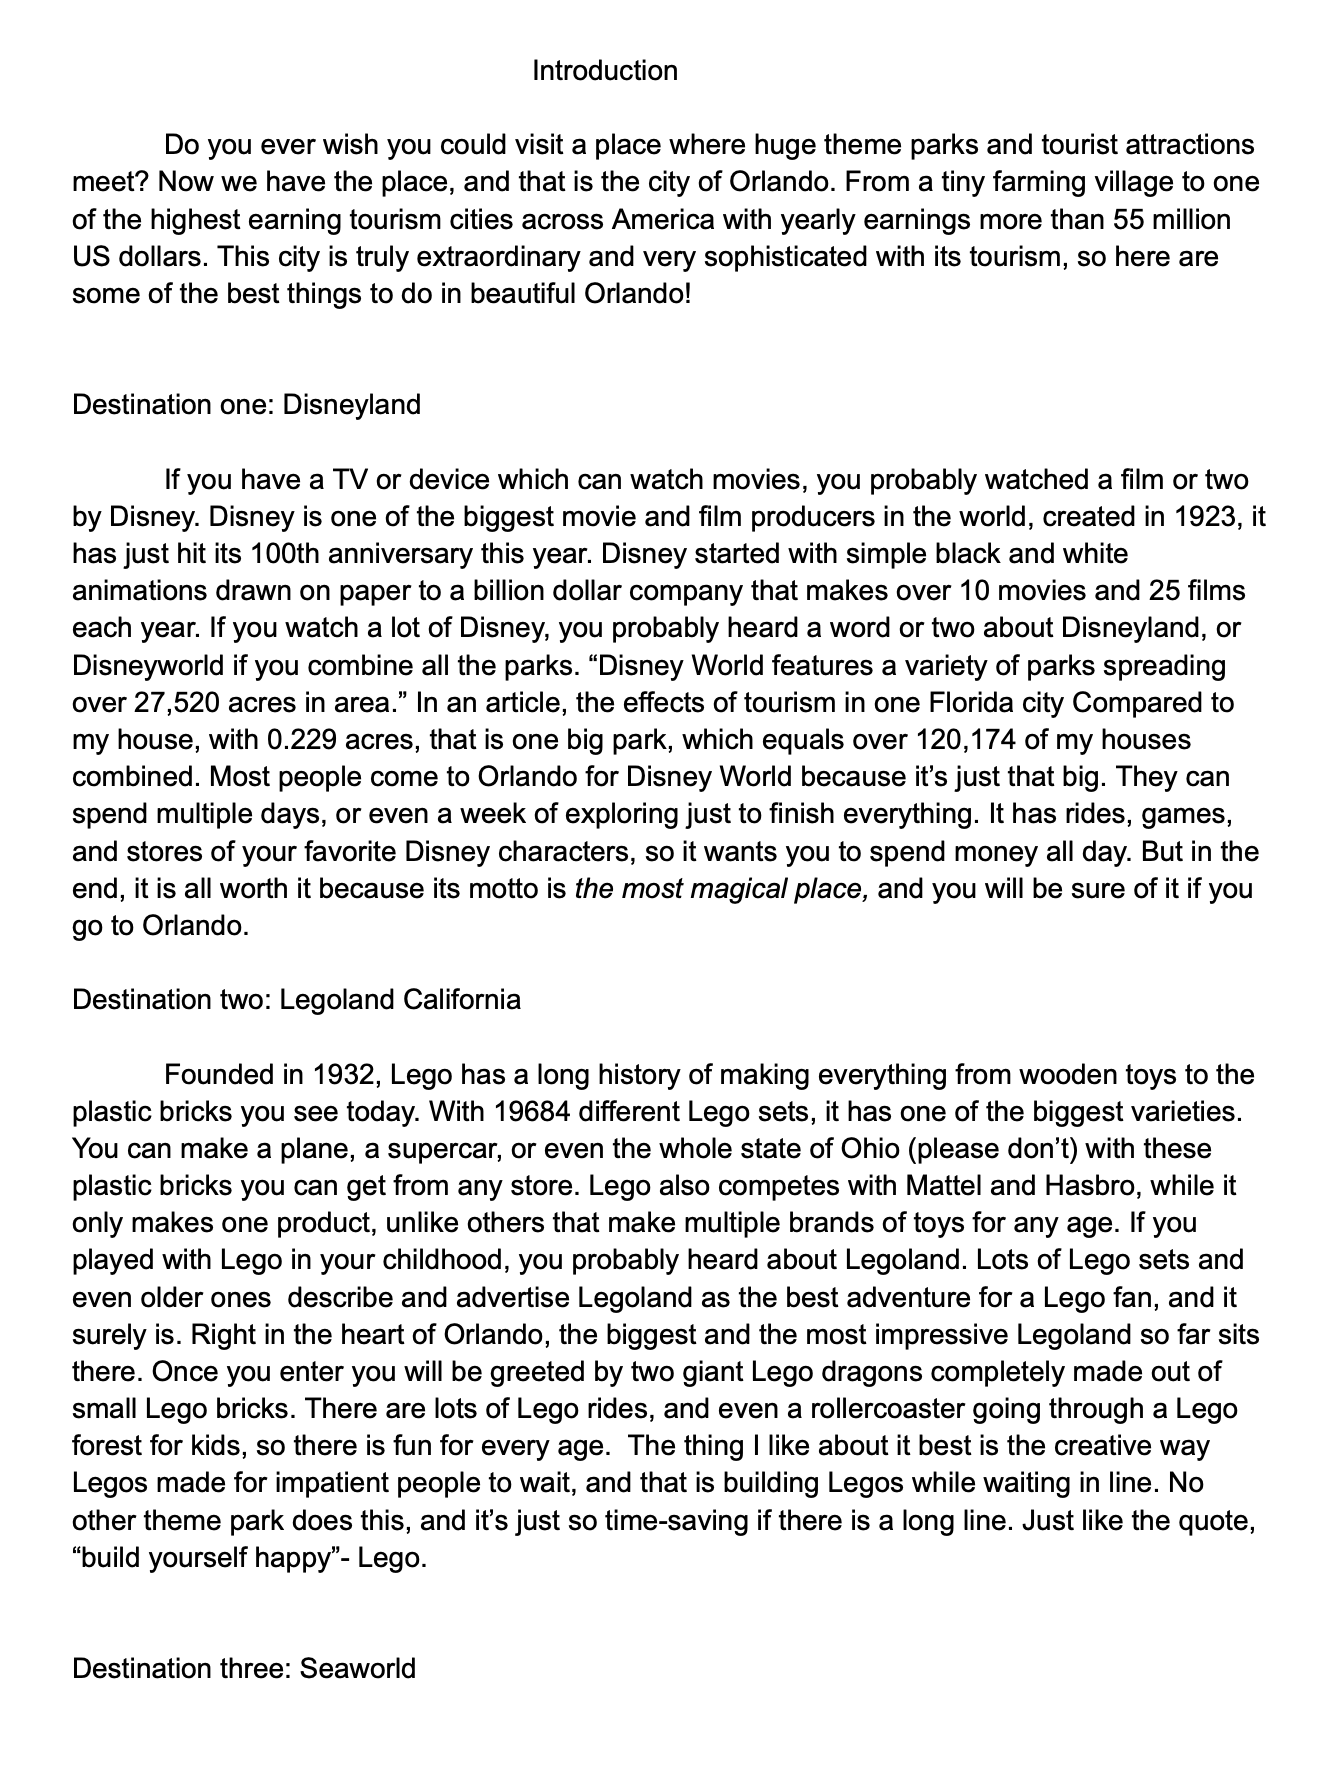 Introduction
Do you ever wish you could visit a place where huge theme parks and tourist attractions
meet? Now we have the place, and that is the city of Orlando. From a tiny farming village to one
of the highest earning tourism cities across America with yearly earnings more than 55 million
US dollars. This city is truly extraordinary and very sophisticated with its tourism, so here are
some of the best things to do in beautiful Orlando!
Destination one: Disneyland
If you have a TV or device which can watch movies, you probably watched a film or two
by Disney. Disney is one of the biggest movie and film producers in the world, created in 1923, it
has just hit its 100th anniversary this year. Disney started with simple black and white
animations drawn on paper to a billion dollar company that makes over 10 movies and 25 films
each year. If you watch a lot of Disney, you probably heard a word or two about Disneyland, or
Disneyworld if you combine all the parks. “Disney World features a variety of parks spreading
over 27,520 acres in area.” In an article, the effects of tourism in one Florida city Compared to
my house, with 0.229 acres, that is one big park, which equals over 120,174 of my houses
combined. Most people come to Orlando for Disney World because it’s just that big. They can
spend multiple days, or even a week of exploring just to finish everything. It has rides, games,
and stores of your favorite Disney characters, so it wants you to spend money all day. But in the
end, it is all worth it because its motto is the most magical place, and you will be sure of it if you
go to Orlando.
Destination two: Legoland California
Founded in 1932, Lego has a long history of making everything from wooden toys to the
plastic bricks you see today. With 19684 different Lego sets, it has one of the biggest varieties.
You can make a plane, a supercar, or even the whole state of Ohio (please don’t) with these
plastic bricks you can get from any store. Lego also competes with Mattel and Hasbro, while it
only makes one product, unlike others that make multiple brands of toys for any age. If you
played with Lego in your childhood, you probably heard about Legoland. Lots of Lego sets and
even older ones  describe and advertise Legoland as the best adventure for a Lego fan, and it
surely is. Right in the heart of Orlando, the biggest and the most impressive Legoland so far sits
there. Once you enter you will be greeted by two giant Lego dragons completely made out of
small Lego bricks. There are lots of Lego rides, and even a rollercoaster going through a Lego
forest for kids, so there is fun for every age.  The thing I like about it best is the creative way
Legos made for impatient people to wait, and that is building Legos while waiting in line. No
other theme park does this, and it’s just so time-saving if there is a long line. Just like the quote,
“build yourself happy”- Lego.
Destination three: Seaworld